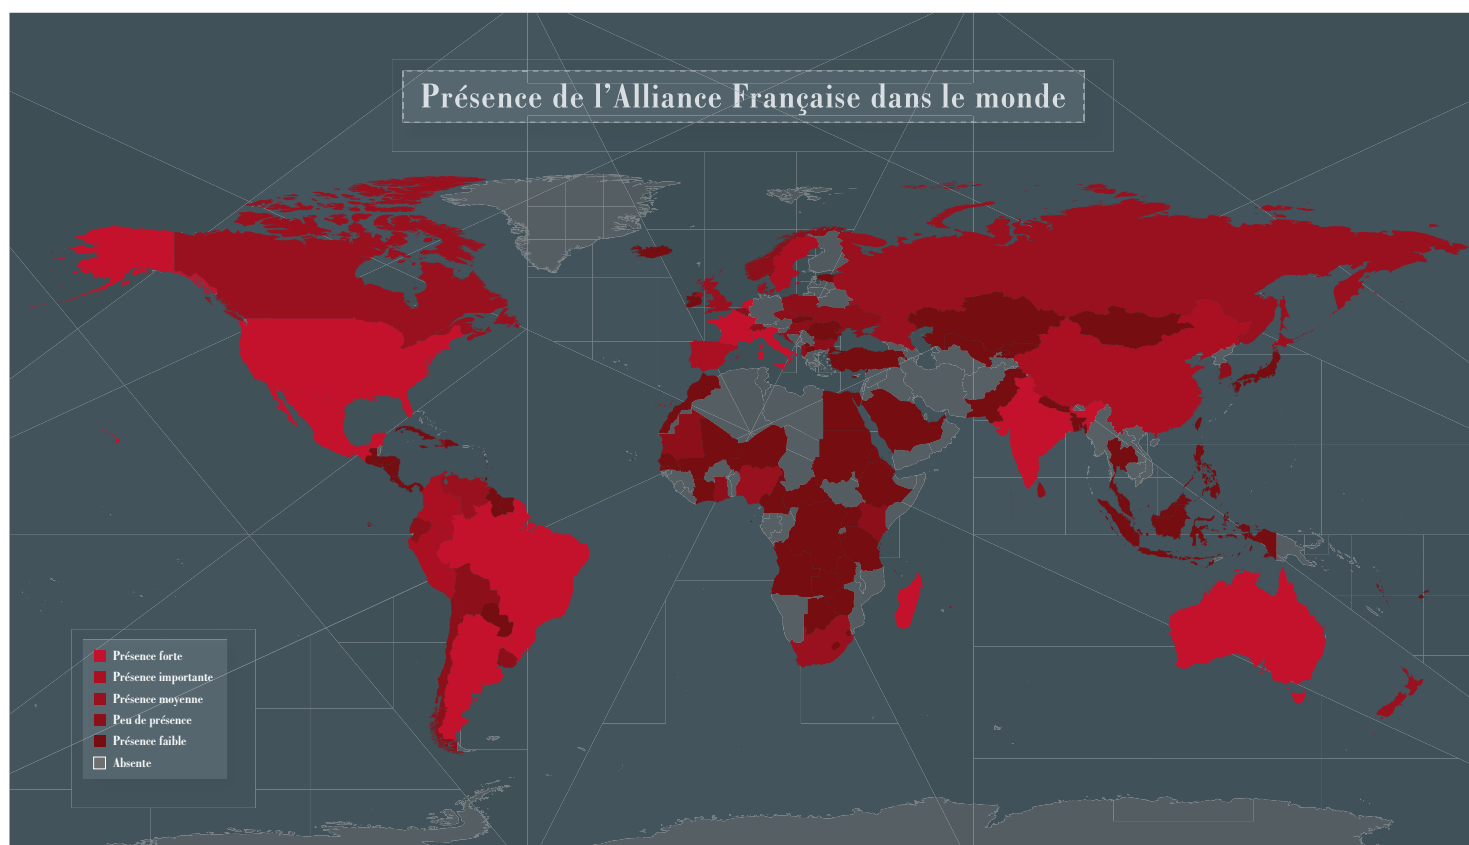 Présence de l'Alliance Française dans le monde
Présence forte
Présence importante
Présence moyenne
Peu de présence
Présence faible
Absente